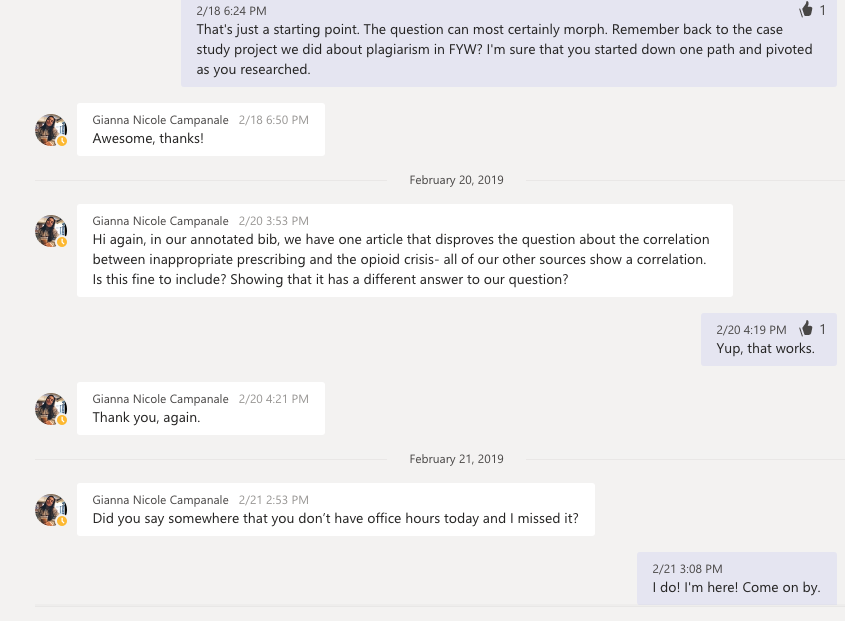 2/18 6:24 PM 1
That's just a starting point. The question can most certainly morph. Remember back to the case
study project we did about plagiarism in FYW? I'm sure that you started down one path and pivoted
as you researched.
Gianna Nicole Campanale 2/18 6:50 PM
Awesome, thanks!
February 20, 2019
Gianna Nicole Campanale 2/20 3:53 PM
Hi again, in our annotated bib, we have one article that disproves the question about the correlation
between inappropriate prescribing and the opioid crisis- all of our other sources show a correlation.
Is this fine to include? Showing that it has a different answer to our question?
2/20 4:19 PM 1
Yup, that works.
Gianna Nicole Campanale 2/20 4:21 PM
Thank you, again.
February 21, 2019
Gianna Nicole Campanale 2/21 2:53 PM
Did you say somewhere that you don't have office hours today and I missed it?
2/21 3:08 PM
I do! I'm here! Come on by.